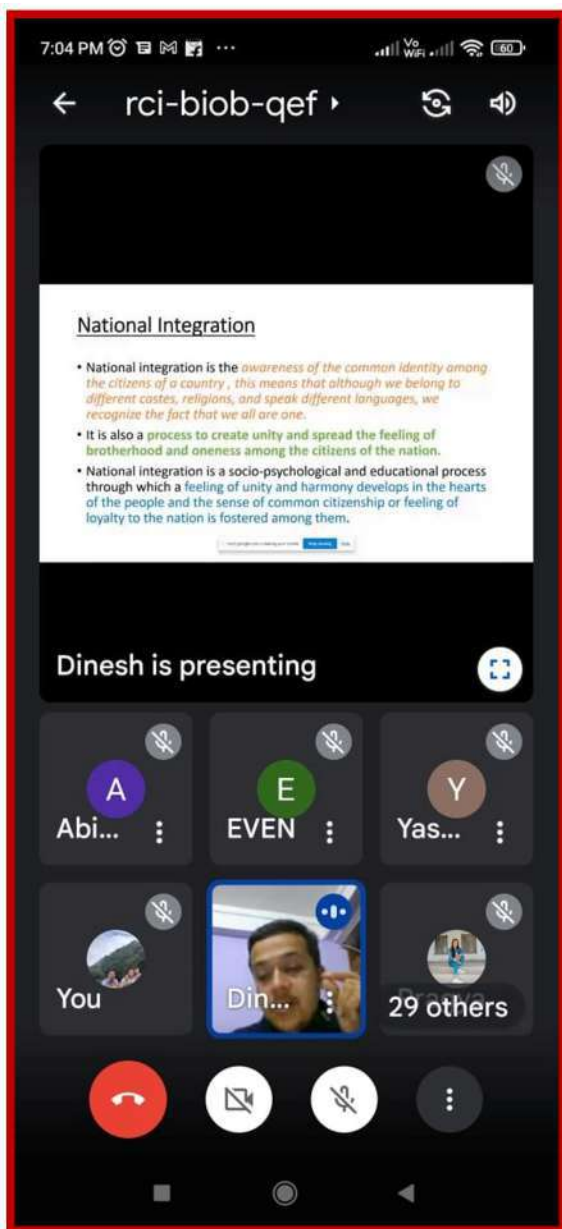 7:04 PM ... Vo WiFi 60
rci-biob-qef
National Integration
• National integration is the awareness of the common identity among
the citizens of a country , this means that although we belong to
different castes, religions, and speak different languages, we
recognize the fact that we all are one.
• It is also a process to create unity and spread the feeling of
brotherhood and oneness among the citizens of the nation.
• National integration is a socio-psychological and educational process
through which a feeling of unity and harmony develops in the hearts
of the people and the sense of common citizenship or feeling of
loyalty to the nation is fostered among them.
Dinesh is presenting
A E Y
Abi... EVEN Yas...
You Din... 29 others